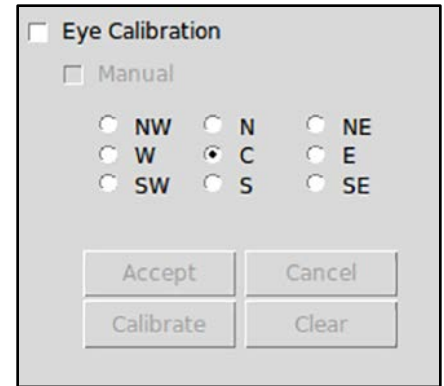 Eye Calibration
Manual
NW N NE
W C E
SW S SE
Accept Cancel
Calibrate Clear